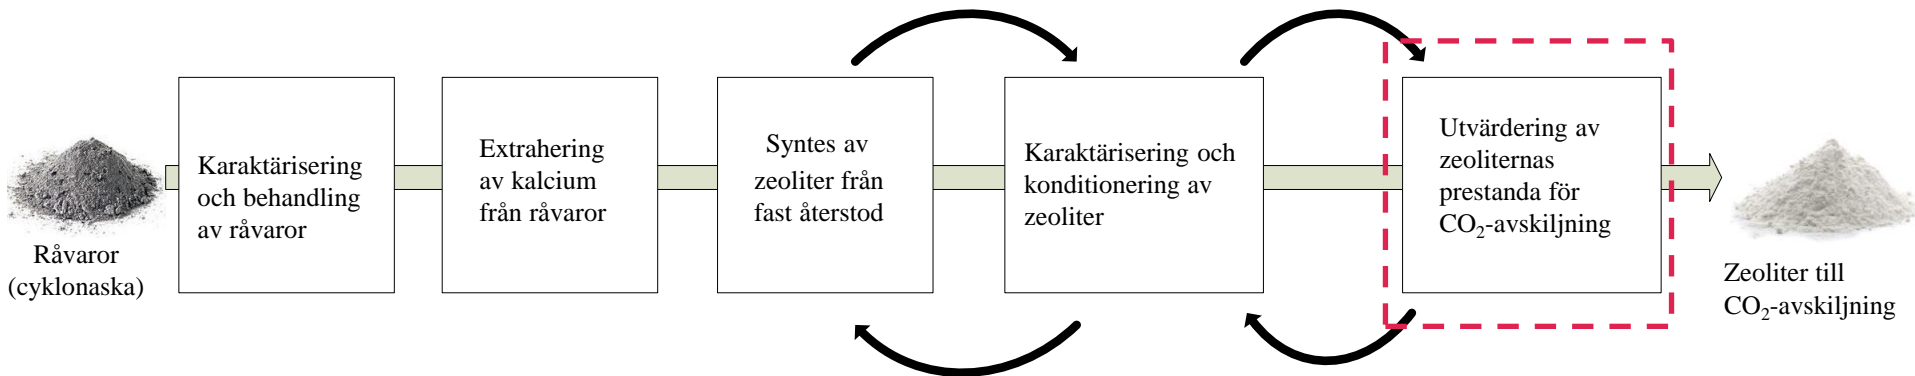 Råvaror
(cyklonaska)
Karaktärisering
och behandling
av råvaror
Extrahering
av kalcium
från råvaror
Syntes av
zeoliter från
fast återstod
Karaktärisering och
konditionering av
zeoliter
Utvärdering av
zeoliternas
prestanda för
CO₂-avskiljning
Zeoliter till
CO₂-avskiljning